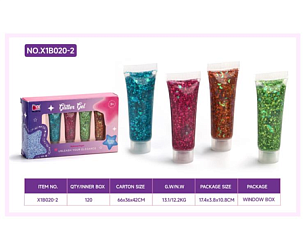 NO.X1B020-2
Glitter Gel
ITEM NO. QTY/INNER BOX CARTON SIZE G.W/N.W PACKAGE SIZE PACKAGE
X1B020-2 120 66x36x42CM 13.1/12.2KG 17.4x3.8x10.8CM WINDOW BOX